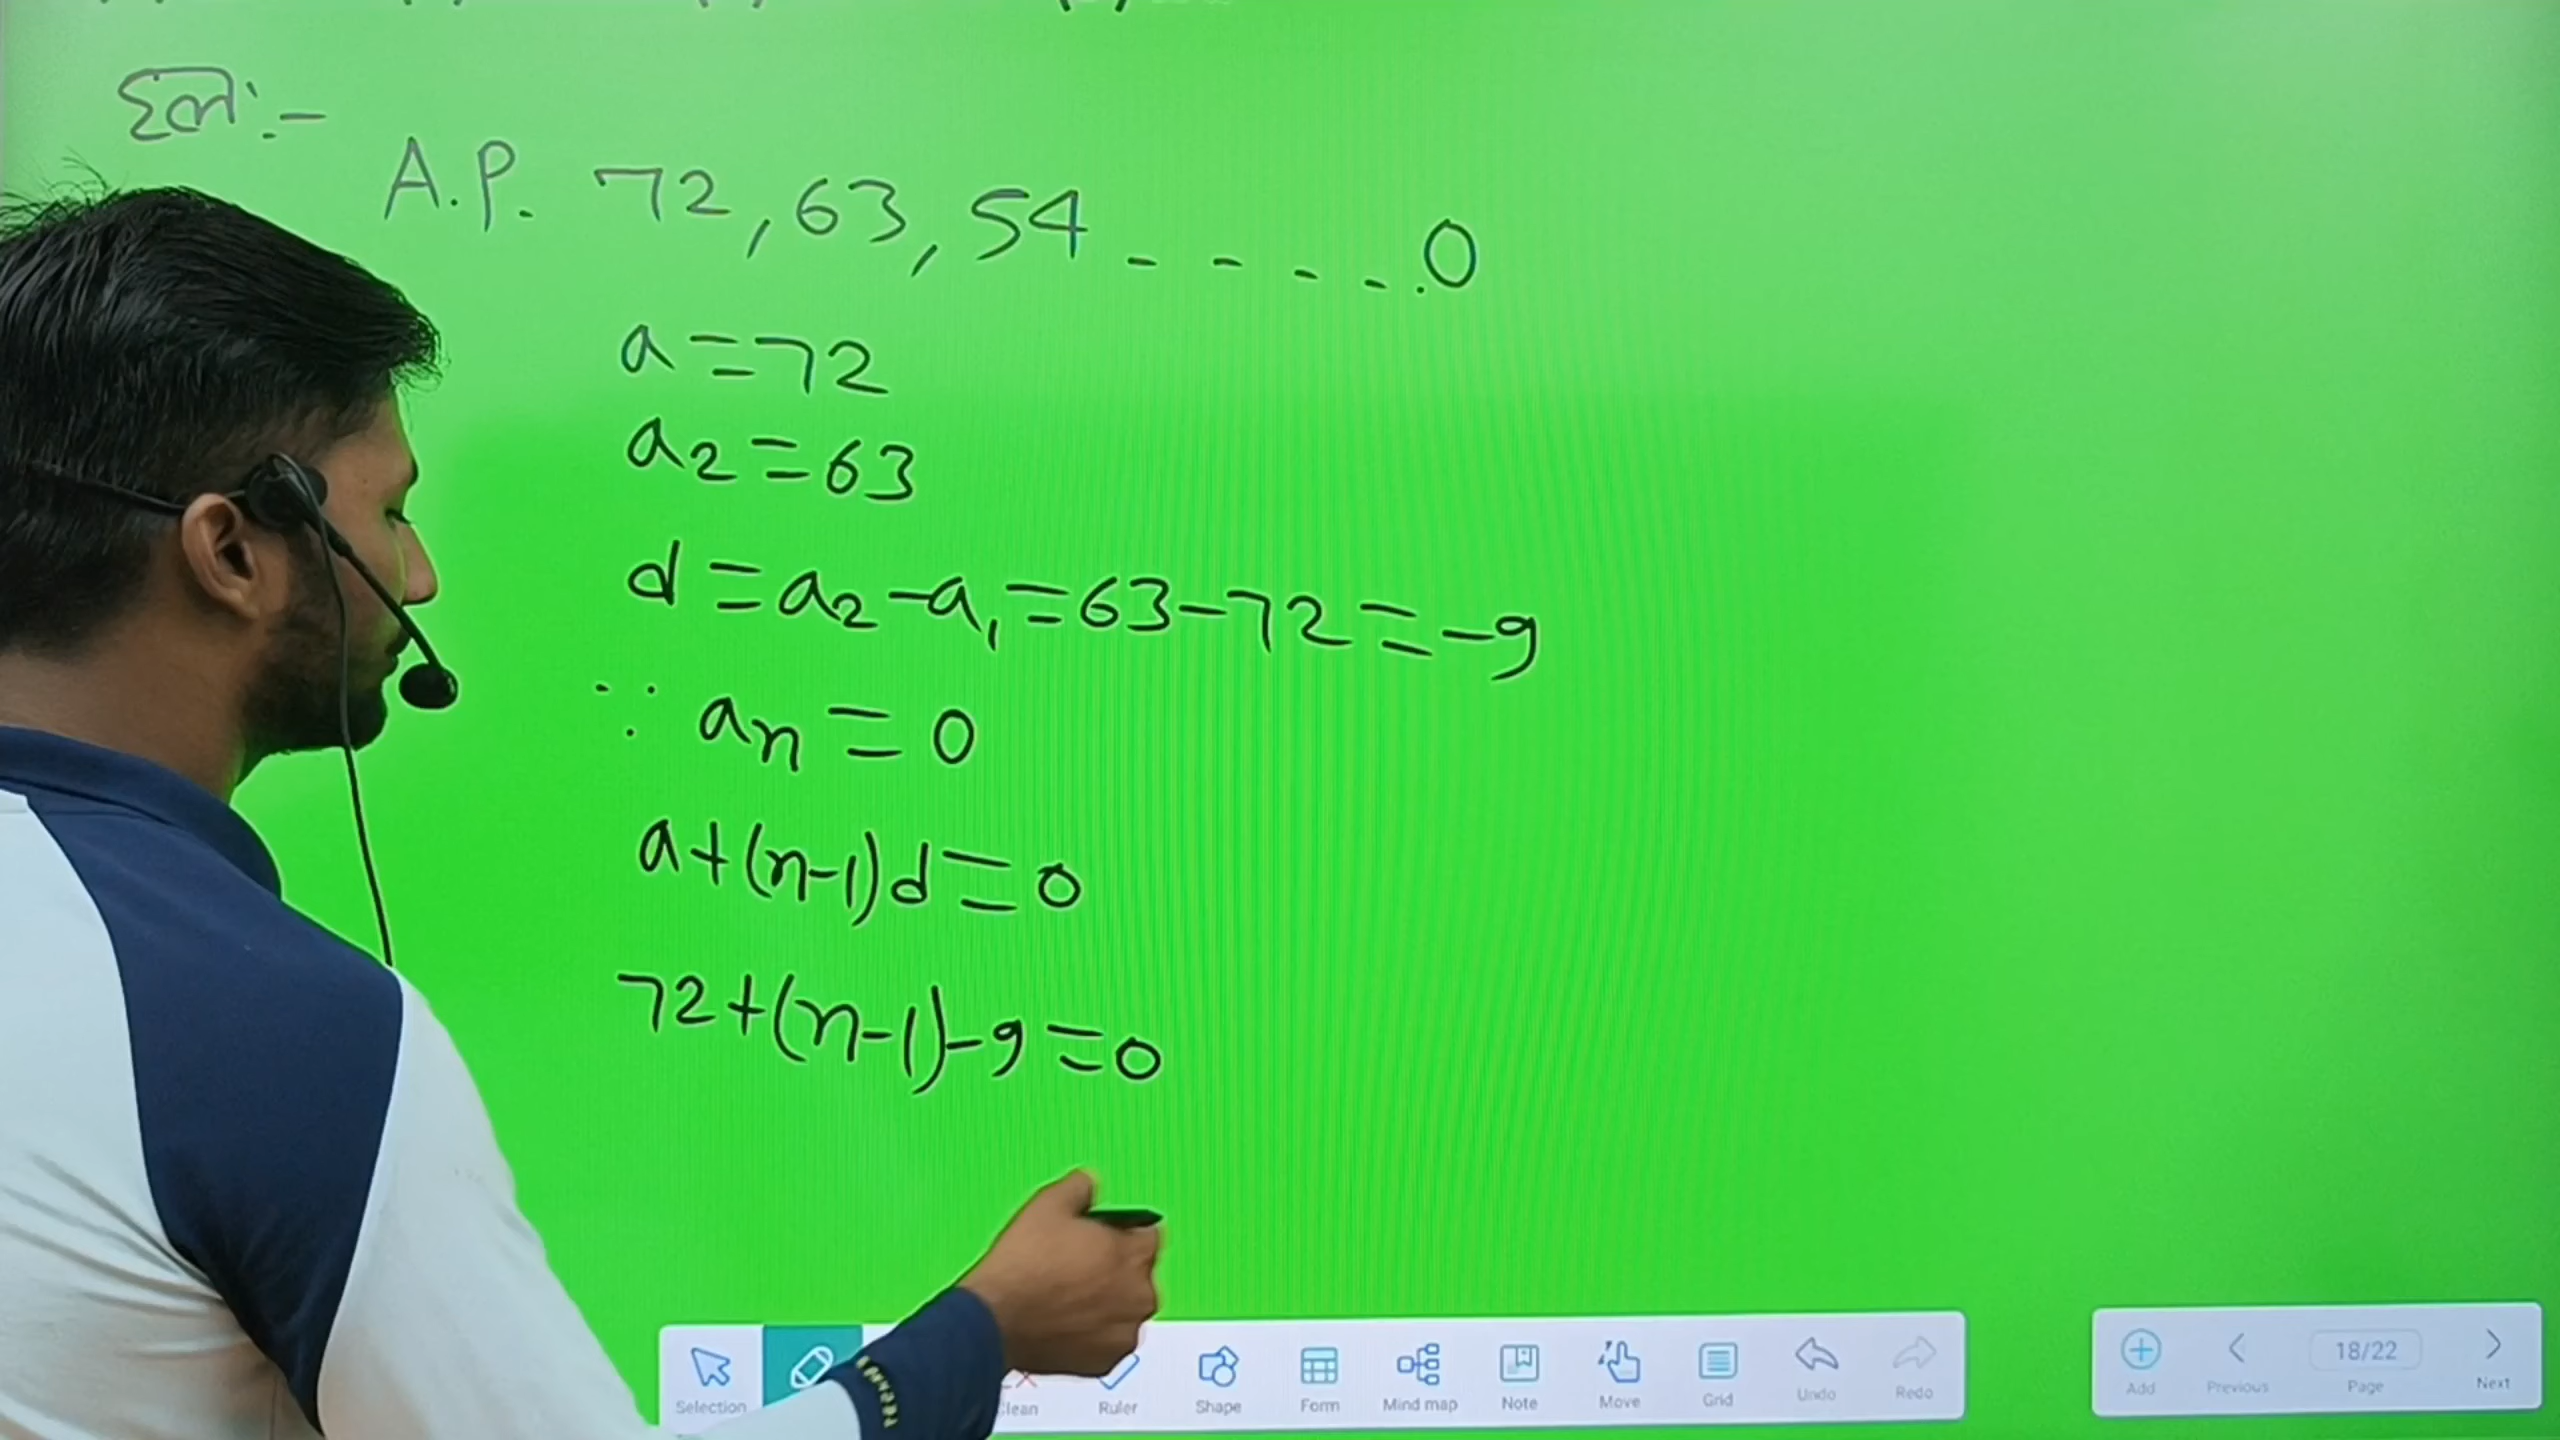 हल:-
A.P. 72, 63, 54 - - - - . 0
a = 72
a2 = 63
d = a2 - a1 = 63 - 72 = -9
∵ an = 0
a + (n-1)d = 0
72 + (n-1)-9 = 0
Selection
Clean
Ruler
Shape
Form
Mind map
Note
Move
Grid
Undo
Redo
Add
Previous
18/22
Page
Next